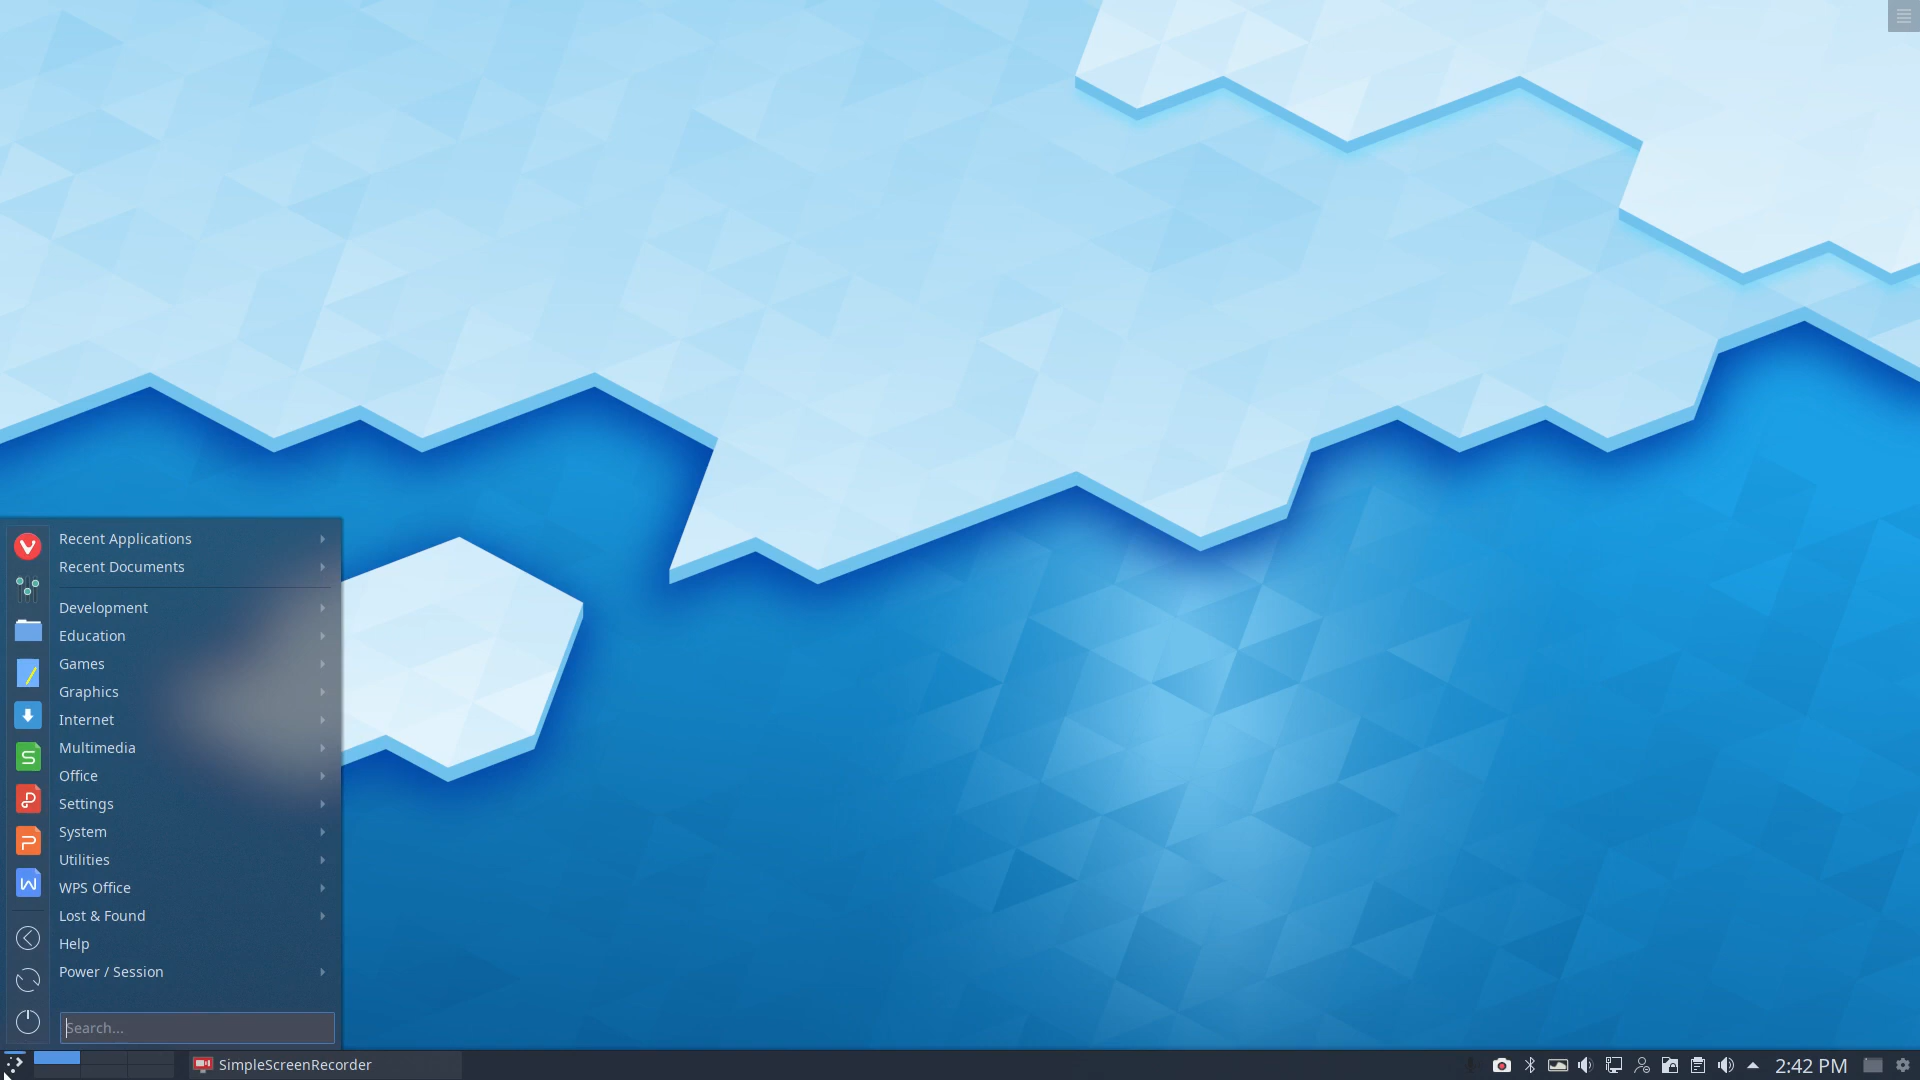 Recent Applications
Recent Documents
Development
Education
Games
Graphics
Internet
Multimedia
Office
Settings
System
Utilities
WPS Office
Lost & Found
Help
Power / Session
Search...
SimpleScreenRecorder
2:42 PM